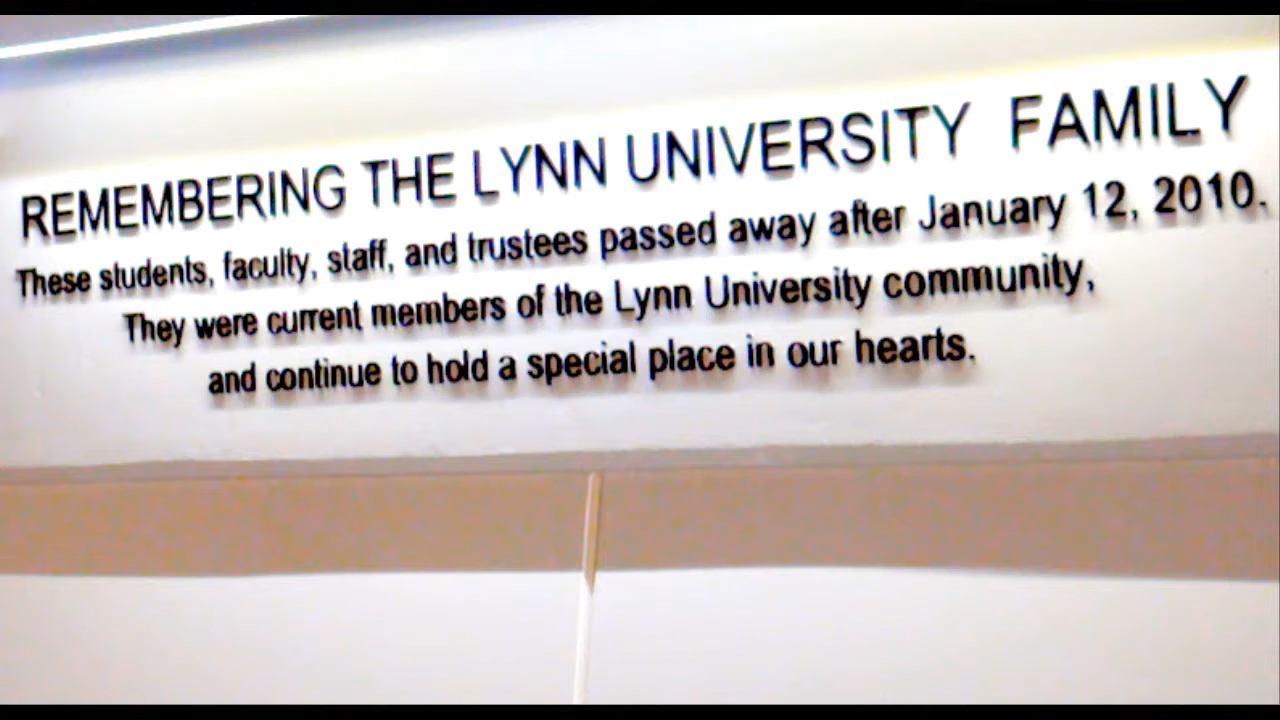 REMEMBERING THE LYNN UNIVERSITY FAMILY
These students, faculty, staff, and trustees passed away after January 12, 2010.
They were current members of the Lynn University community,
and continue to hold a special place in our hearts.